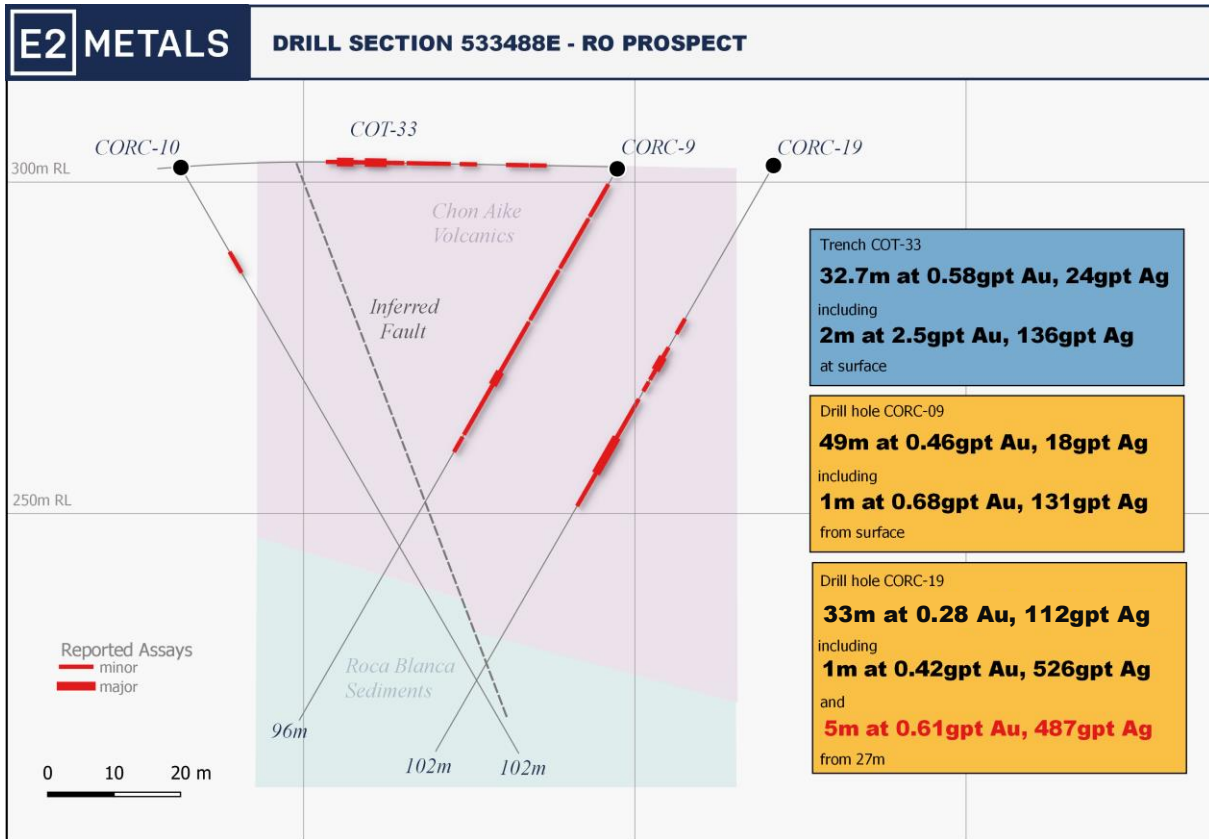 E2 METALS
DRILL SECTION 533488E - RO PROSPECT
CORC-10
COT-33
CORC-9
CORC-19
300m RL
Chon Aike
Volcanics
Inferred
Fault
250m RL
Roca Blanca
Sediments
Reported Assays
minor
major
96m
102m
102m
0 10 20 m
Trench COT-33
32.7m at 0.58gpt Au, 24gpt Ag
including
2m at 2.5gpt Au, 136gpt Ag
at surface
Drill hole CORC-09
49m at 0.46gpt Au, 18gpt Ag
including
1m at 0.68gpt Au, 131gpt Ag
from surface
Drill hole CORC-19
33m at 0.28 Au, 112gpt Ag
including
1m at 0.42gpt Au, 526gpt Ag
and
5m at 0.61gpt Au, 487gpt Ag
from 27m